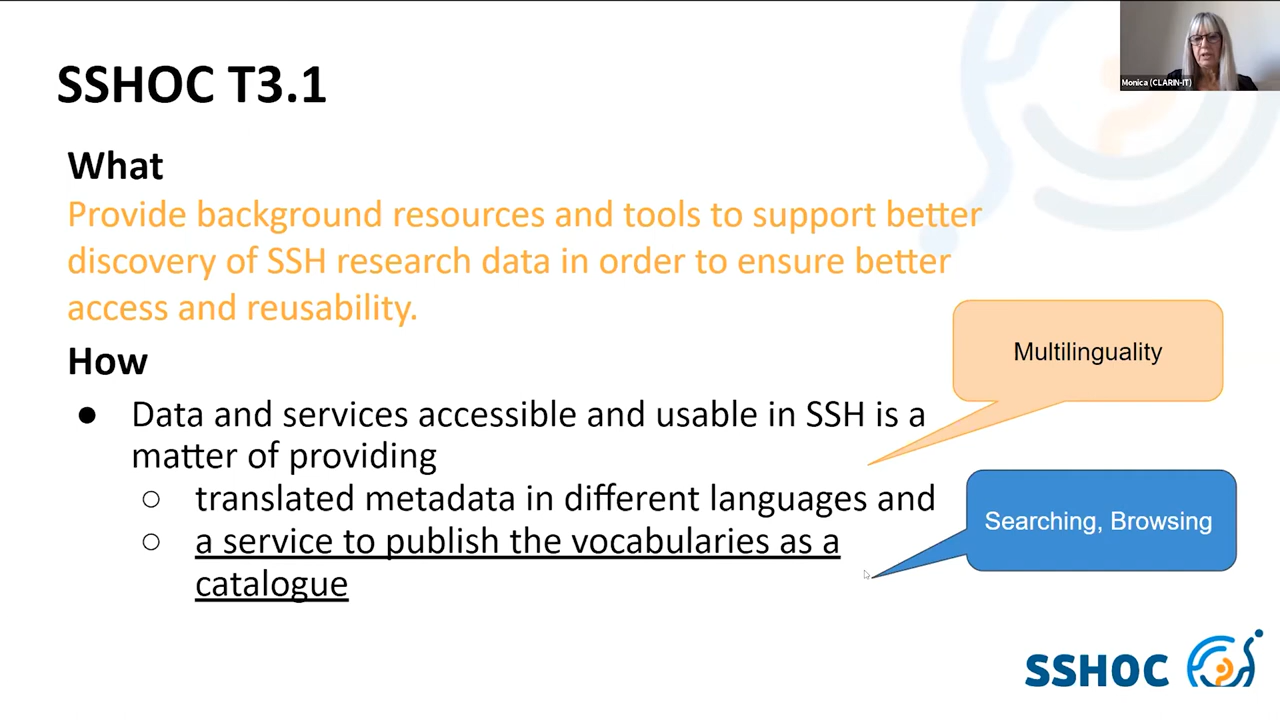 Monica (CLARIN-IT)
SSHOC T3.1
What
Provide background resources and tools to support better
discovery of SSH research data in order to ensure better
access and reusability.
How
● Data and services accessible and usable in SSH is a
matter of providing
○ translated metadata in different languages and
○ a service to publish the vocabularies as a
catalogue
Multilinguality
Searching, Browsing
SSHOC